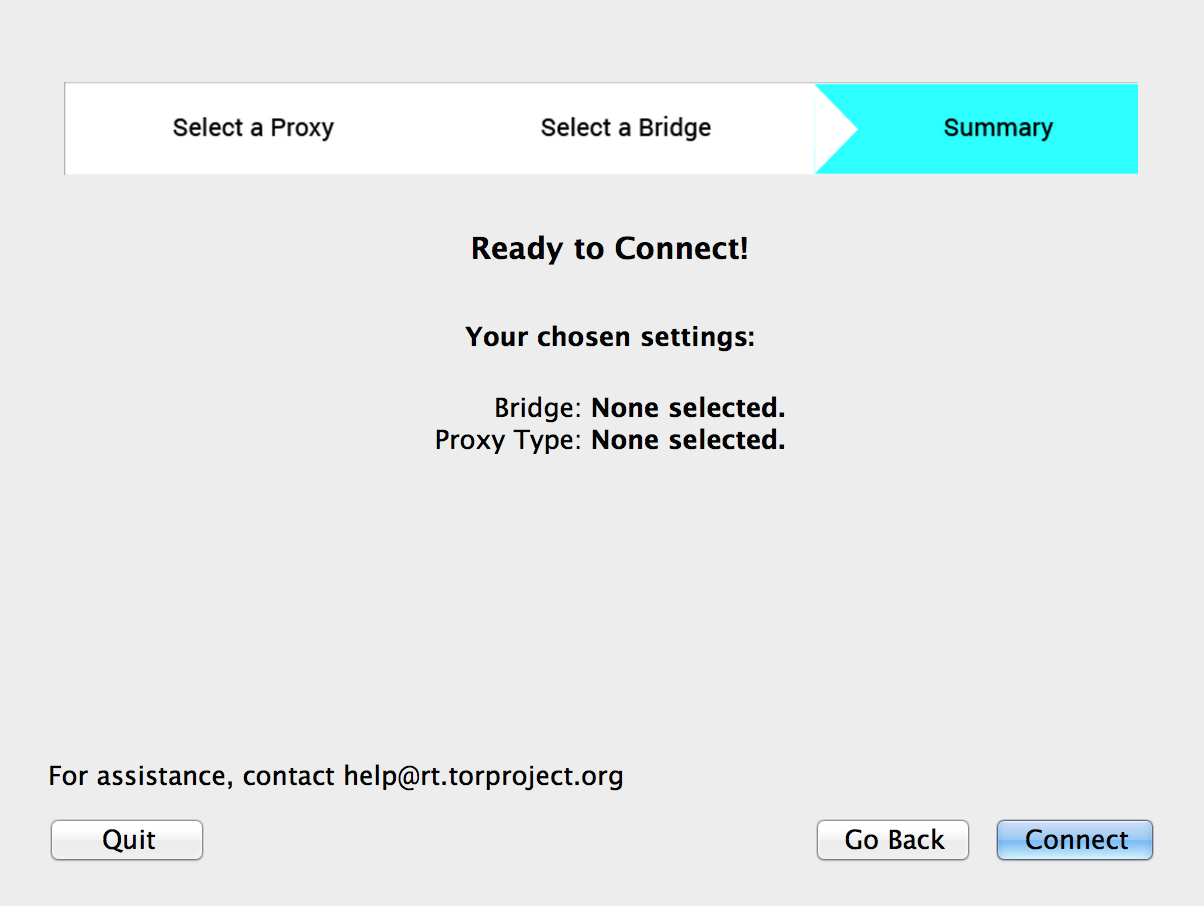 Select a Proxy Select a Bridge Summary
Ready to Connect!
Your chosen settings:
Bridge: None selected.
Proxy Type: None selected.
For assistance, contact help@rt.torproject.org
Quit Go Back Connect